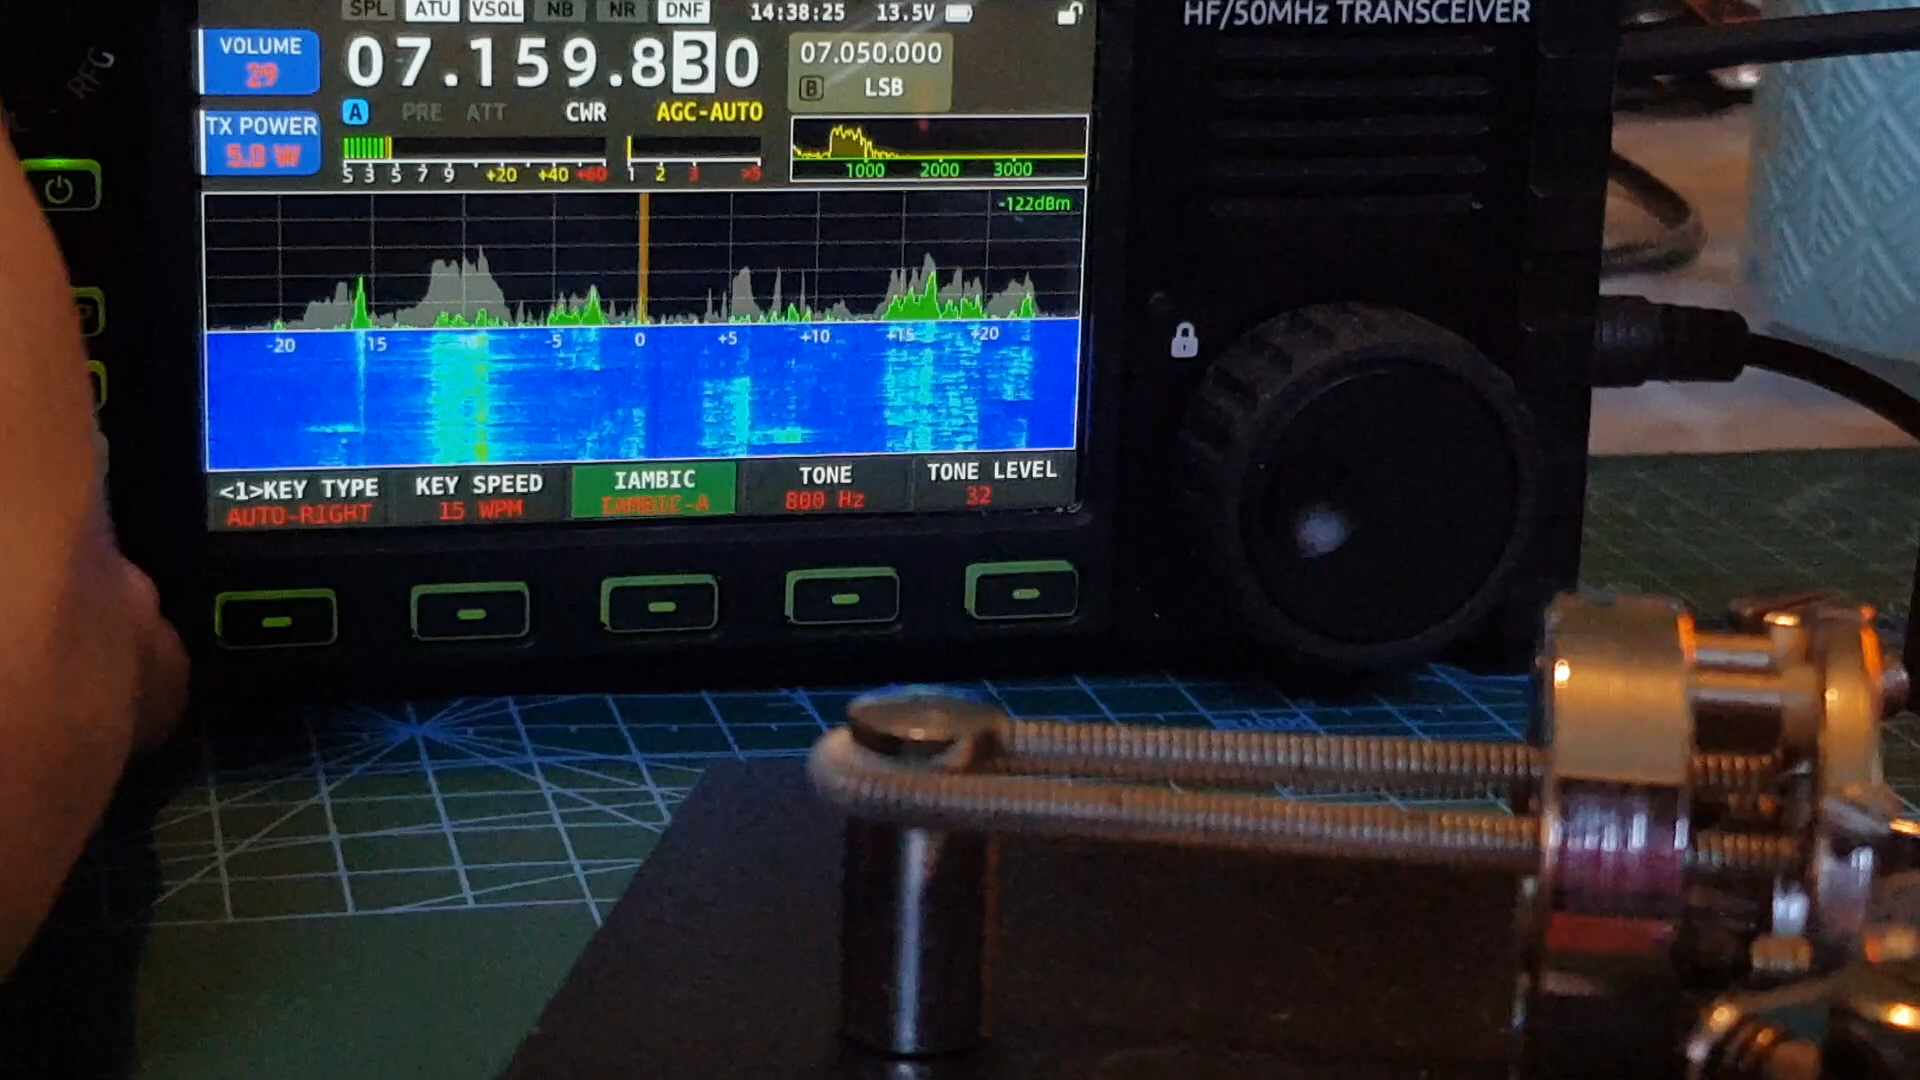 SPL ATU VSQL NB NR DNF 14:38:25 13.5V
HF/50MHz TRANSCEIVER
VOLUME
29
07.159.830
07.050.000
B LSB
RFG
A PRE ATT CWR AGC-AUTO
TX POWER
5.0 W
S 3 5 7 9 +20 +40 +60 1 2 3 >5
1000 2000 3000
-122dBm
-20 15 -5 0 +5 +10 +15 +20
<1>KEY TYPE
AUTO-RIGHT
KEY SPEED
15 WPM
IAMBIC
IAMBIC-A
TONE
800 Hz
TONE LEVEL
32